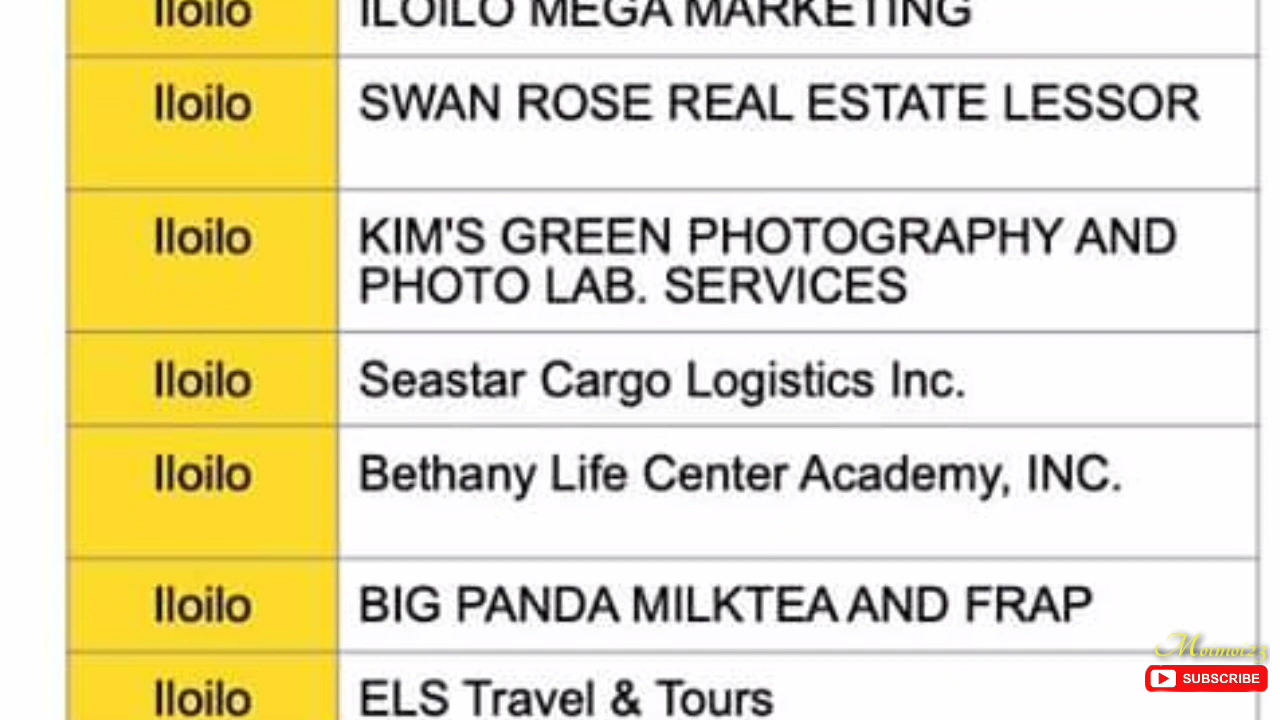 Iloilo ILOILO MEGA MARKETING
Iloilo SWAN ROSE REAL ESTATE LESSOR
Iloilo KIM'S GREEN PHOTOGRAPHY AND
PHOTO LAB. SERVICES
Iloilo Seastar Cargo Logistics Inc.
Iloilo Bethany Life Center Academy, INC.
Iloilo BIG PANDA MILKTEA AND FRAP
Moimoi23
SUBSCRIBE
Iloilo ELS Travel & Tours